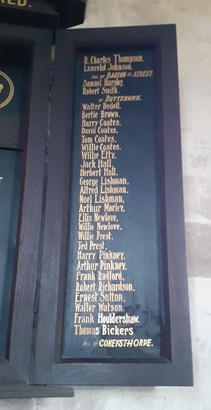 R. Charles Thompson,
Lancelot Johnson,
ALL OF BARTON LE STREET.
Samuel Harsley,
Robert Smith,
OF BUTTERWICK.
Walter Bedell,
Bertie Brown,
Harry Coates,
David Coates,
Tom Coates,
Willie Coates,
Willie Etty,
Jack Hall,
Herbert Hall,
George Lishman,
Alfred Lishman,
Noel Lishman,
Arthur Morley,
Ellis Newlove,
Willie Newlove,
Willie Prest,
Ted Prest,
Harry Pinkney,
Arthur Pinkney,
Frank Radford,
Robert Richardson,
Ernest Sutton,
Walter Watson,
Frank Houldershaw,
Thomas Bickers
ALL OF CONEYSTHORPE.